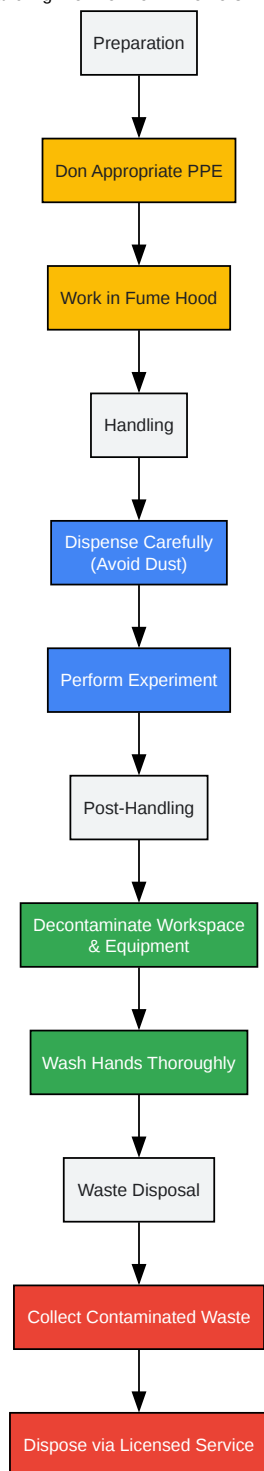 Preparation
Don Appropriate PPE
Work in Fume Hood
Handling
Dispense Carefully
(Avoid Dust)
Perform Experiment
Post-Handling
Decontaminate Workspace
& Equipment
Wash Hands Thoroughly
Waste Disposal
Collect Contaminated Waste
Dispose via Licensed Service